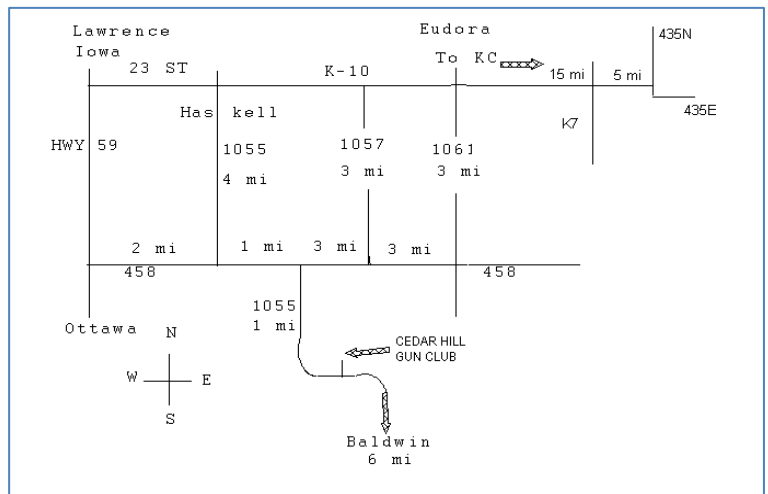 Lawrence
Iowa
23 ST
K-10
Eudora
To KC
15 mi
5 mi
435N
435E
K7
Has kell
HWY 59
1055
4 mi
1057
3 mi
1061
3 mi
2 mi
1 mi
3 mi
3 mi
458
458
1055
1 mi
Ottawa
N
W
E
S
CEDAR HILL
GUN CLUB
Baldwin
6 mi